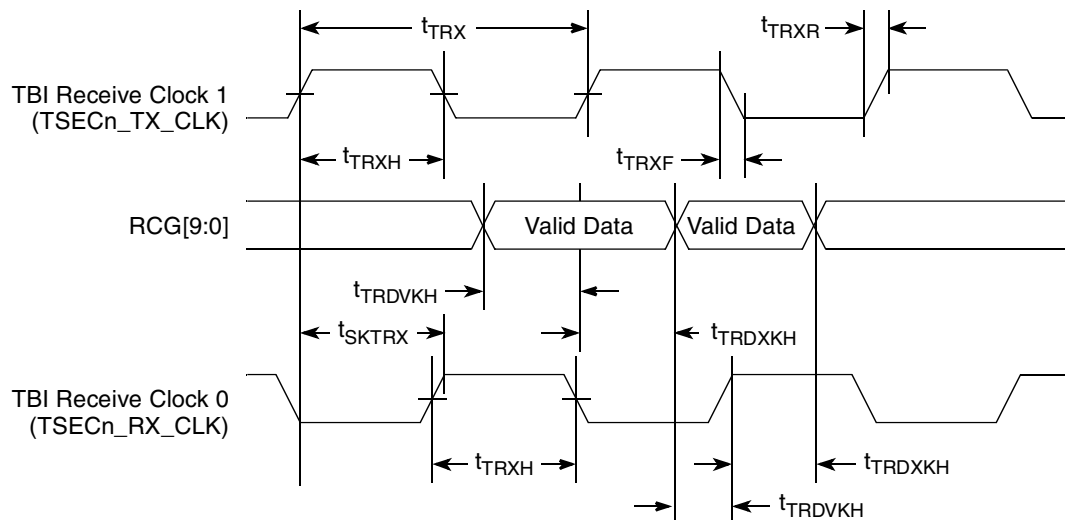 tTRX
tTRXR
TBI Receive Clock 1
(TSECn_TX_CLK)
tTRXH
tTRXF
RCG[9:0]
Valid Data
Valid Data
tTRDVKH
tSKTRX
tTRDXKH
TBI Receive Clock 0
(TSECn_RX_CLK)
tTRXH
tTRDXKH
tTRDVKH